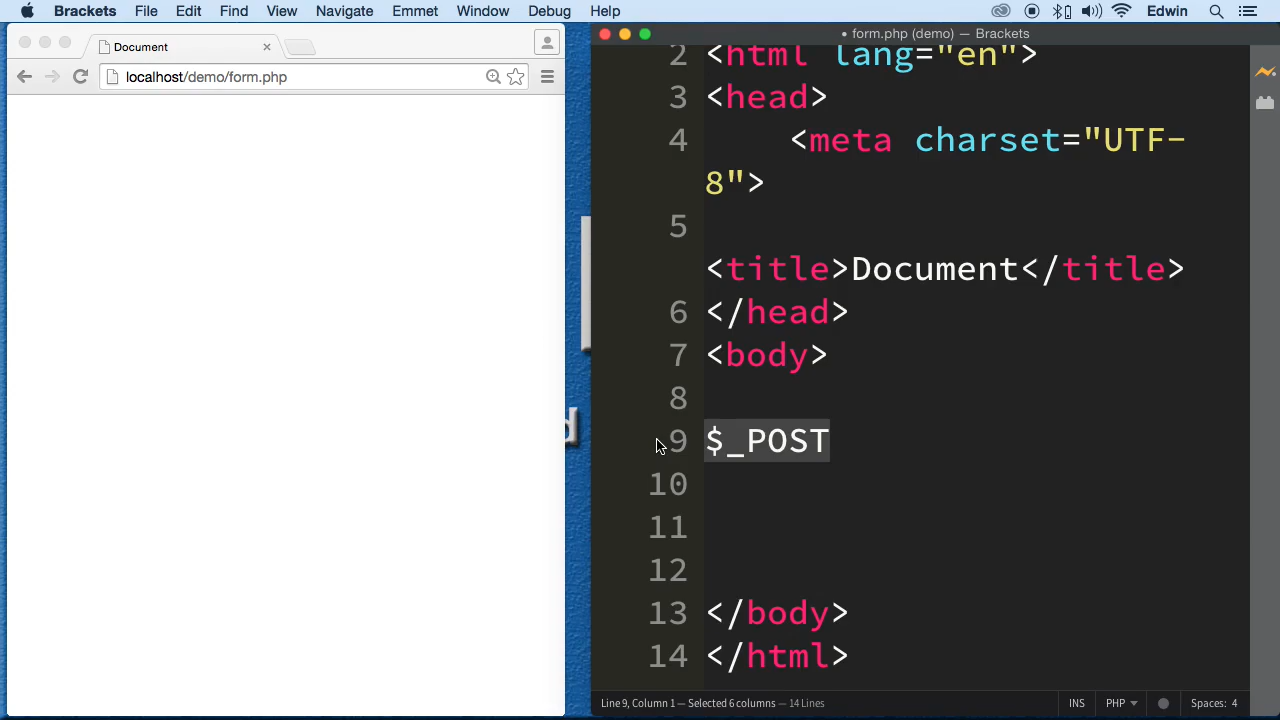 Brackets File Edit Find View Navigate Emmet Window Debug Help Edwin
Document
localhost/demo/form.php
• form.php (demo) — Brackets
2 <html lang="en">
3 <head>
4 <meta charset="UTF-
8">
5
<title>Document</title>
6 </head>
7 <body>
8
9 $_POST
10
11
12
13 </body>
14 </html>
d
Line 9, Column 1 — Selected 6 columns — 14 Lines INS PHP Spaces: 4